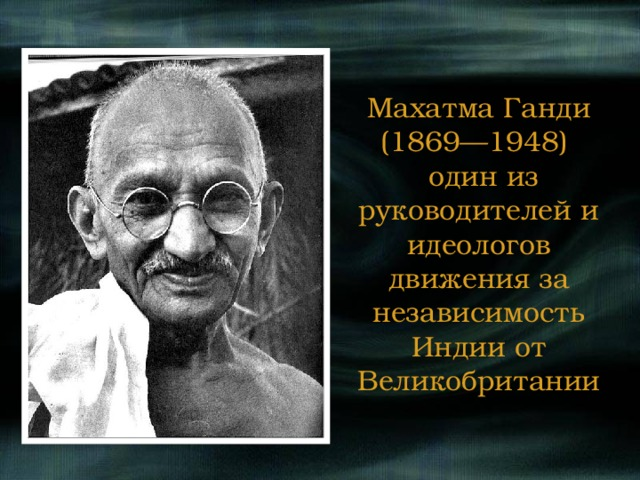 Махатма Ганди
(1869—1948)
один из
руководителей и
идеологов
движения за
независимость
Индии от
Великобритании